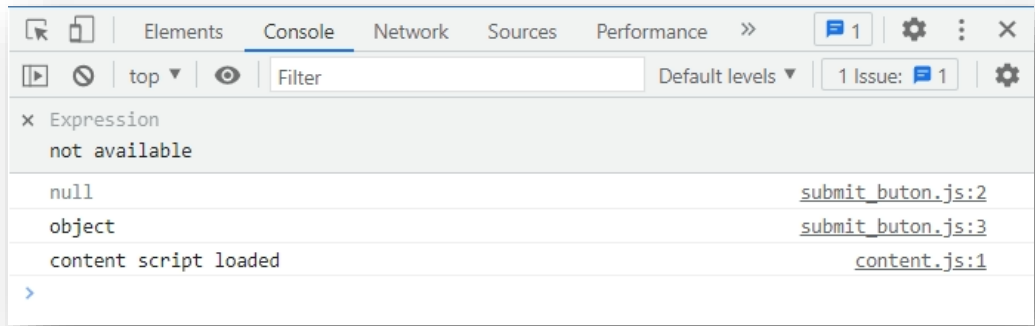 Elements Console Network Sources Performance » 1
top ▼ Filter Default levels ▼ 1 Issue: 1
× Expression
not available
null submit_buton.js:2
object submit_buton.js:3
content script loaded content.js:1
>